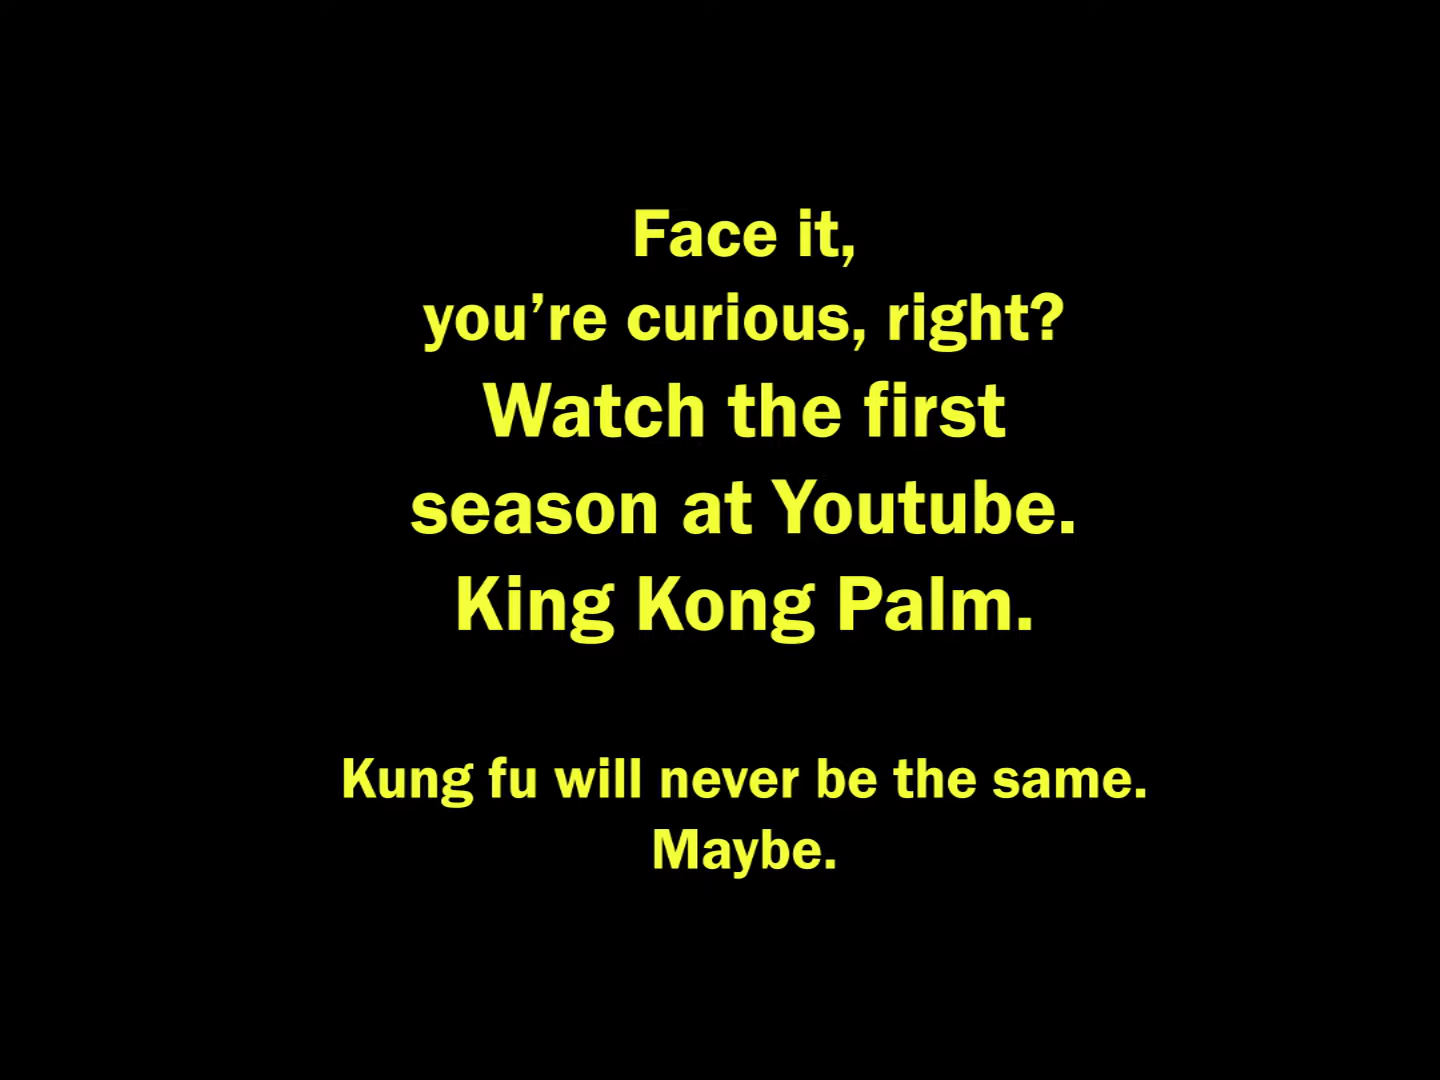 Face it,
you’re curious, right?
Watch the first
season at Youtube.
King Kong Palm.
Kung fu will never be the same.
Maybe.